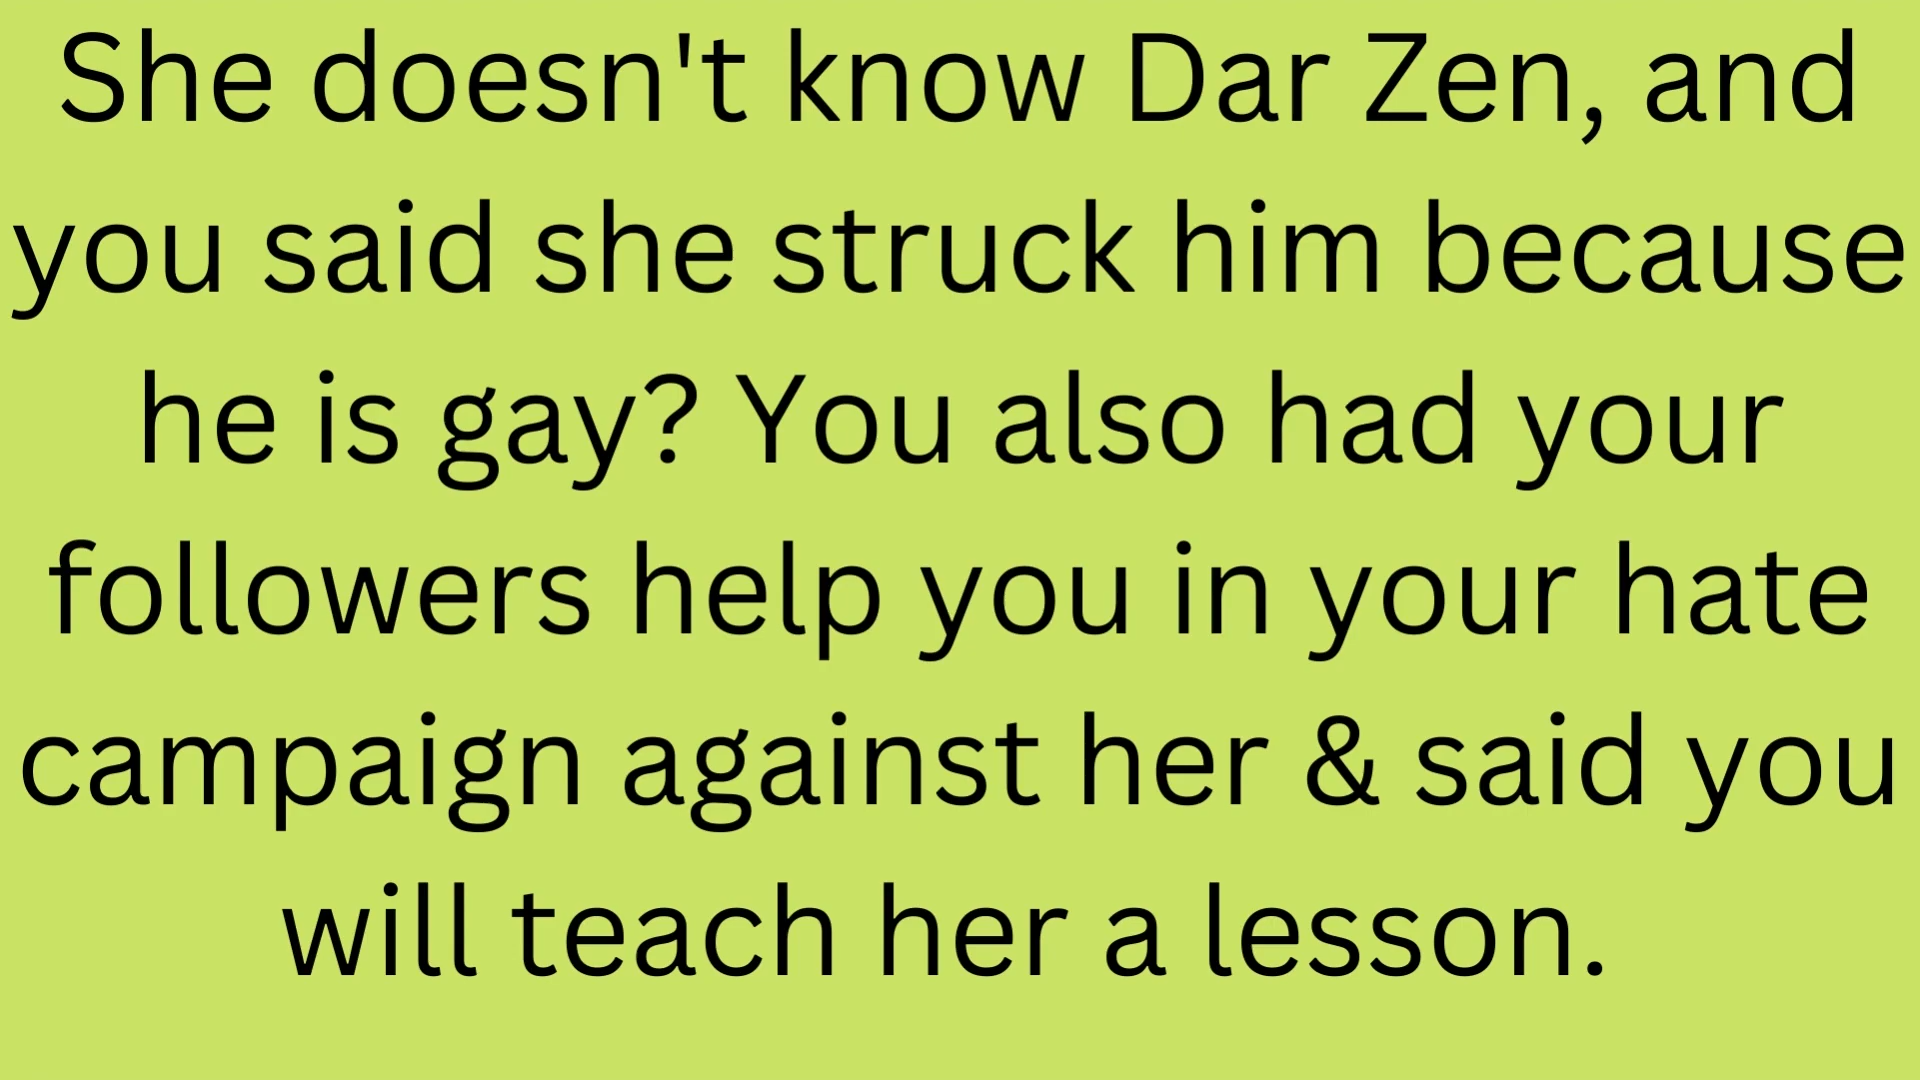 She doesn't know Dar Zen, and
you said she struck him because
he is gay? You also had your
followers help you in your hate
campaign against her & said you
will teach her a lesson.